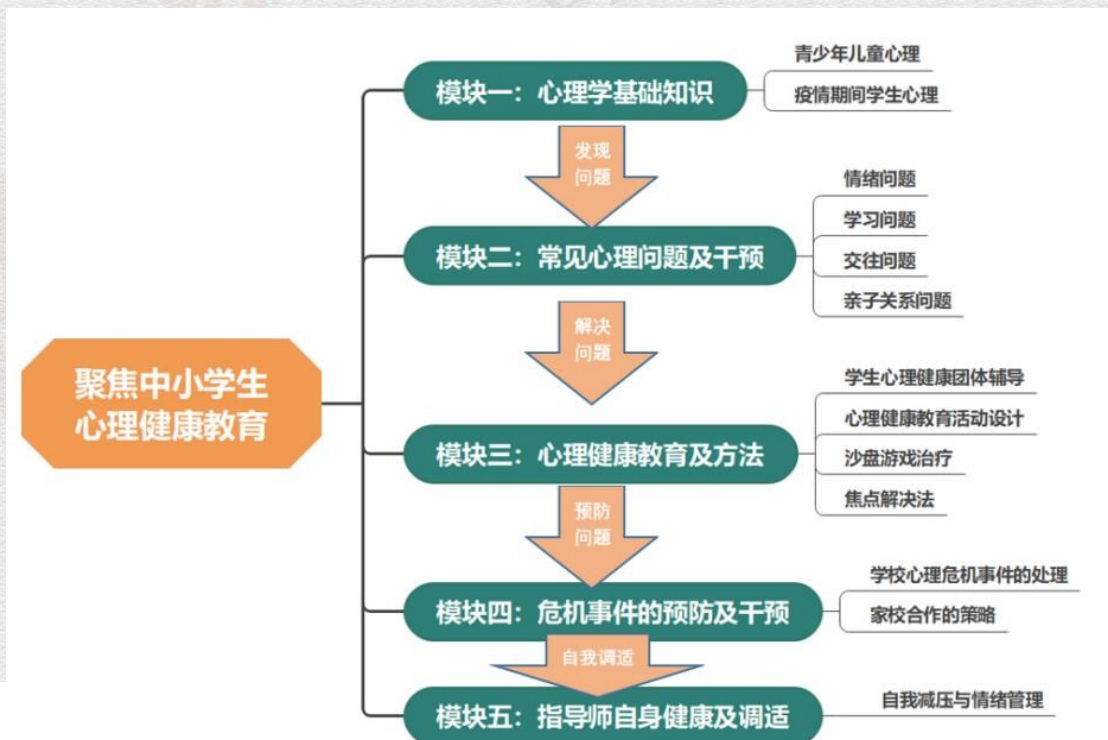 聚焦中小学生
心理健康教育
模块一：心理学基础知识
青少年儿童心理
疫情期间学生心理
发现
问题
模块二：常见心理问题及干预
情绪问题
学习问题
交往问题
亲子关系问题
解决
问题
模块三：心理健康教育及方法
学生心理健康团体辅导
心理健康教育活动设计
沙盘游戏治疗
焦点解决法
预防
问题
模块四：危机事件的预防及干预
学校心理危机事件的处理
家校合作的策略
自我调适
模块五：指导师自身健康及调适
自我减压与情绪管理